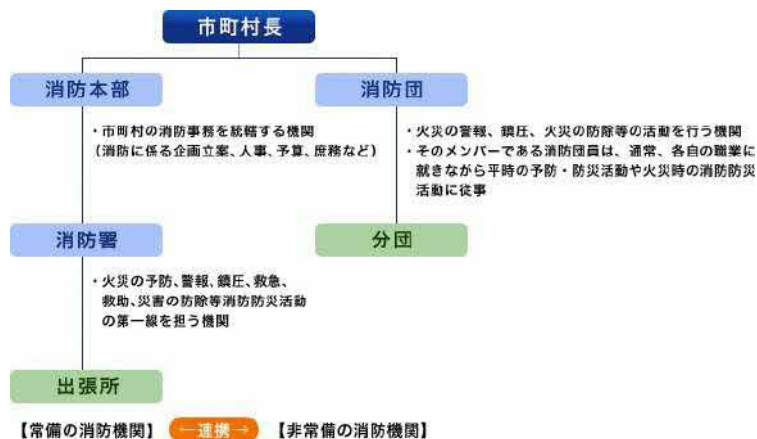 市町村長
消防本部
消防団
・市町村の消防事務を統轄する機関
(消防に係る企画立案、人事、予算、庶務など)
・火災の警報、鎮圧、火災の防除等の活動を行う機関
・そのメンバーである消防団員は、通常、各自の職業に
就きながら平時の予防・防災活動や火災時の消防防災
活動に従事
消防署
分団
・火災の予防、警報、鎮圧、救急、
救助、災害の防除等消防防災活動
の第一線を担う機関
出張所
【常備の消防機関】 ←連携→ 【非常備の消防機関】